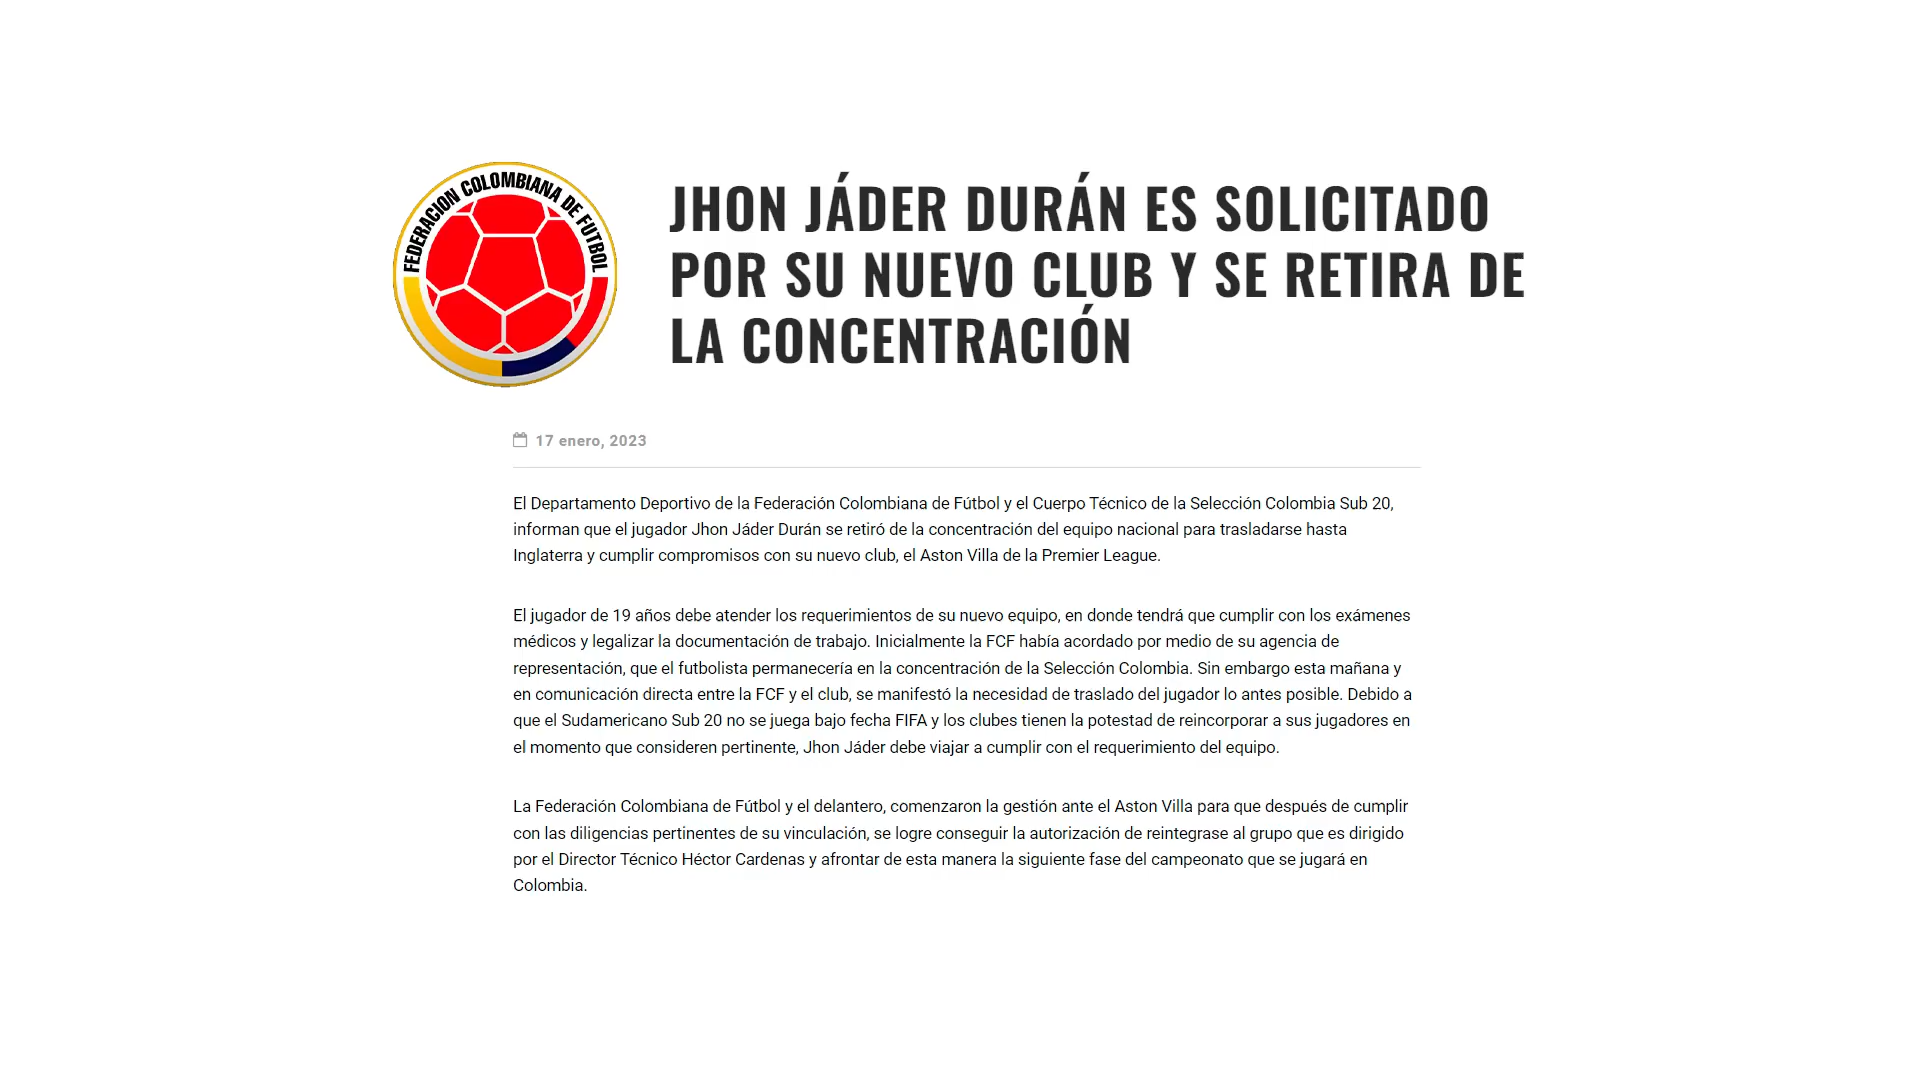 FEDERACION COLOMBIANA DE FUTBOL
JHON JÁDER DURÁN ES SOLICITADO
POR SU NUEVO CLUB Y SE RETIRA DE
LA CONCENTRACIÓN
17 enero, 2023
El Departamento Deportivo de la Federación Colombiana de Fútbol y el Cuerpo Técnico de la Selección Colombia Sub 20,
informan que el jugador Jhon Jáder Durán se retiró de la concentración del equipo nacional para trasladarse hasta
Inglaterra y cumplir compromisos con su nuevo club, el Aston Villa de la Premier League.
El jugador de 19 años debe atender los requerimientos de su nuevo equipo, en donde tendrá que cumplir con los exámenes
médicos y legalizar la documentación de trabajo. Inicialmente la FCF había acordado por medio de su agencia de
representación, que el futbolista permanecería en la concentración de la Selección Colombia. Sin embargo esta mañana y
en comunicación directa entre la FCF y el club, se manifestó la necesidad de traslado del jugador lo antes posible. Debido a
que el Sudamericano Sub 20 no se juega bajo fecha FIFA y los clubes tienen la potestad de reincorporar a sus jugadores en
el momento que consideren pertinente, Jhon Jáder debe viajar a cumplir con el requerimiento del equipo.
La Federación Colombiana de Fútbol y el delantero, comenzaron la gestión ante el Aston Villa para que después de cumplir
con las diligencias pertinentes de su vinculación, se logre conseguir la autorización de reintegrase al grupo que es dirigido
por el Director Técnico Héctor Cardenas y afrontar de esta manera la siguiente fase del campeonato que se jugará en
Colombia.